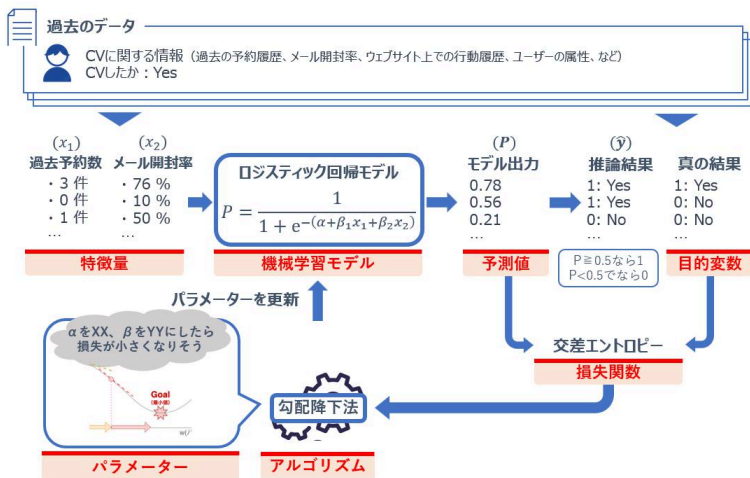 過去のデータ
CVに関する情報（過去の予約履歴、メール開封率、ウェブサイト上での行動履歴、ユーザーの属性、など）
CVしたか：Yes
(x₁)
過去予約数
・3 件
・0 件
・1 件
…
特徴量
(x₂)
メール開封率
・76 %
・10 %
・50 %
…
ロジスティック回帰モデル
P = 1 / (1 + e^−(α+β₁x₁+β₂x₂))
機械学習モデル
(P)
モデル出力
0.78
0.56
0.21
…
予測値
(ŷ)
推論結果
1: Yes
1: Yes
0: No
…
P≧0.5なら1
P<0.5でなら0
真の結果
1: Yes
0: No
0: No
…
目的変数
パラメーターを更新
αをXX、βをYYにしたら
損失が小さくなりそう
Goal
(最小値)
パラメーター
勾配降下法
アルゴリズム
交差エントロピー
損失関数